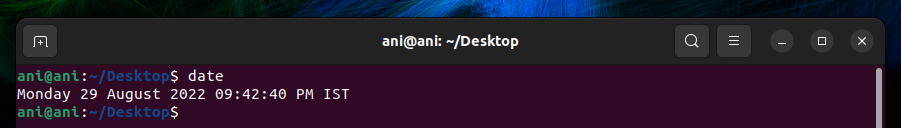 ani@ani: ~/Desktop
ani@ani:~/Desktop$ date
Monday 29 August 2022 09:42:40 PM IST
ani@ani:~/Desktop$